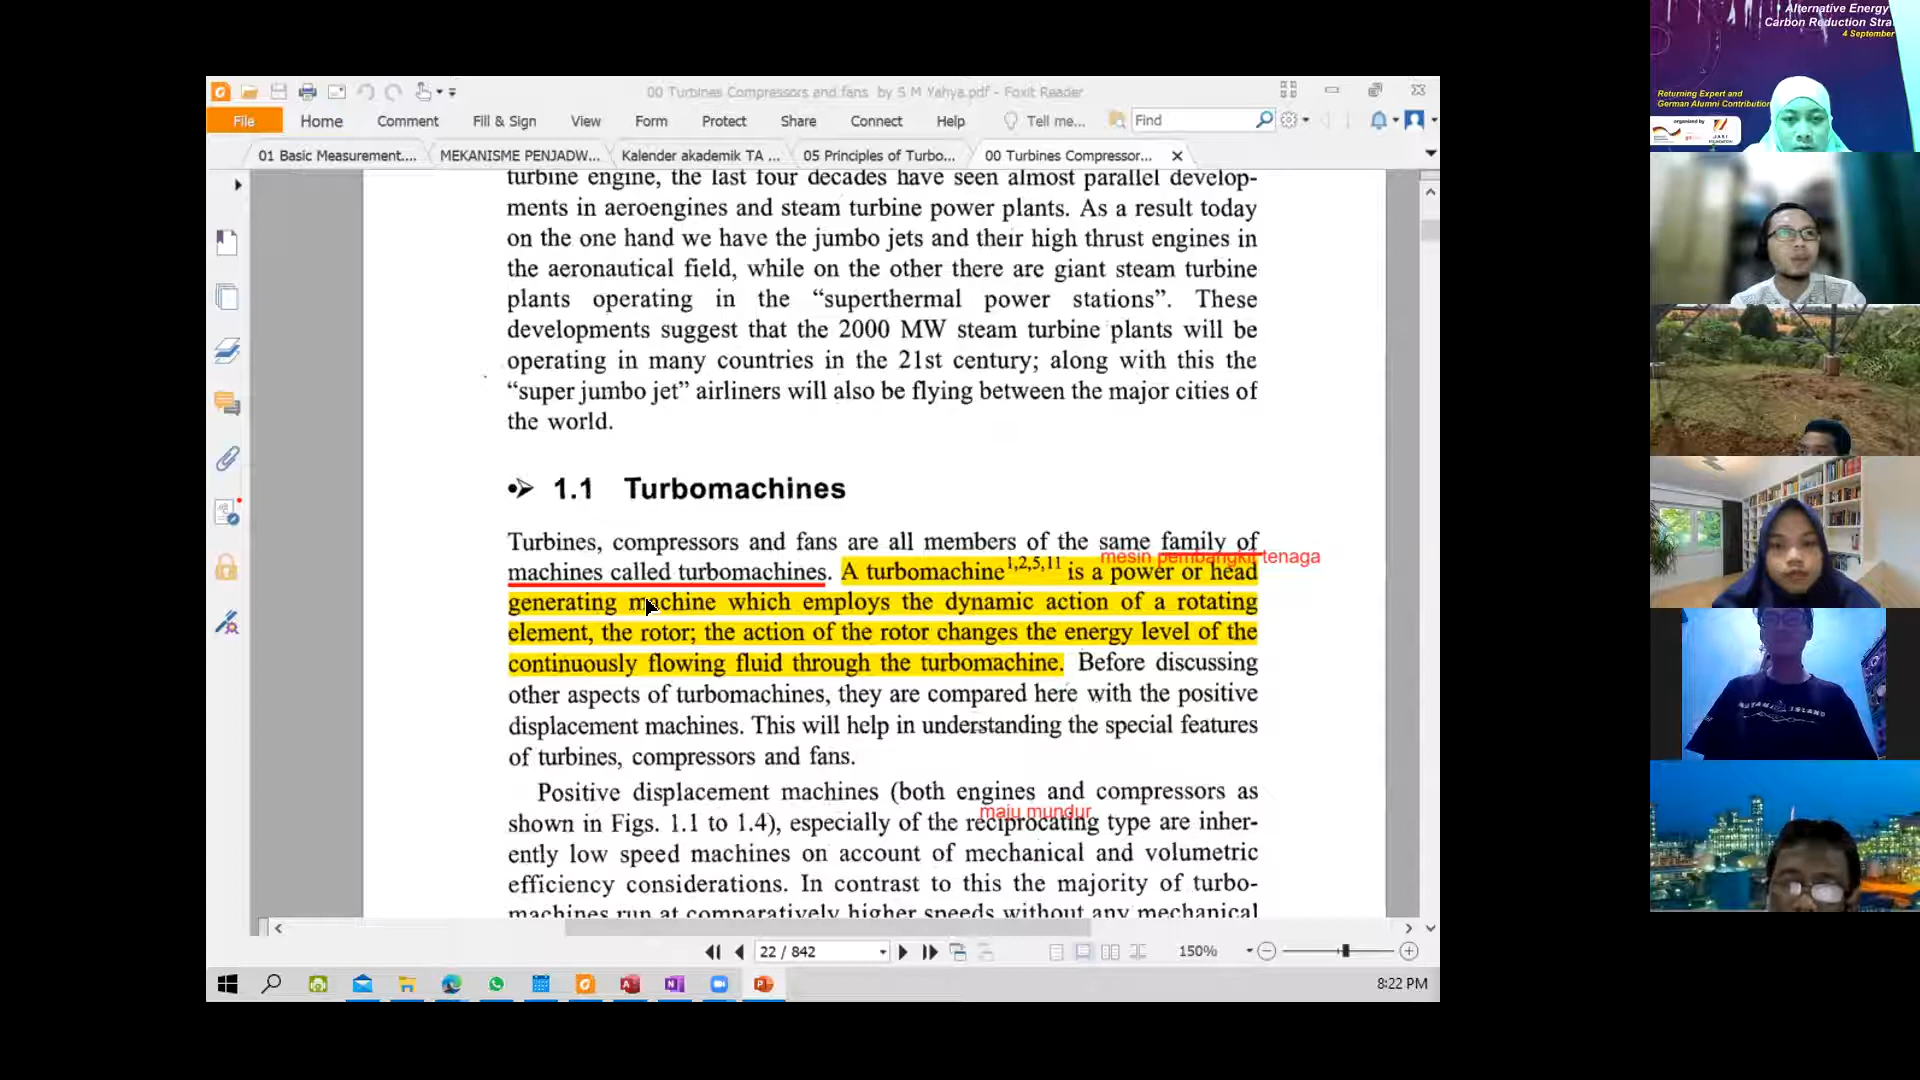 00 Turbines Compressors and fans by S M Yahya.pdf - Foxit Reader
File Home Comment Fill & Sign View Form Protect Share Connect Help Tell me... Find
01 Basic Measurement.... MEKANISME PENJADW... Kalender akademik TA ... 05 Principles of Turbo... 00 Turbines Compressor...
turbine engine, the last four decades have seen almost parallel develop-
ments in aeroengines and steam turbine power plants. As a result today
on the one hand we have the jumbo jets and their high thrust engines in
the aeronautical field, while on the other there are giant steam turbine
plants operating in the “superthermal power stations”. These
developments suggest that the 2000 MW steam turbine plants will be
operating in many countries in the 21st century; along with this the
“super jumbo jet” airliners will also be flying between the major cities of
the world.
1.1 Turbomachines
Turbines, compressors and fans are all members of the same family of
mesin pembangkit tenaga
machines called turbomachines. A turbomachine1,2,5,11 is a power or head
generating machine which employs the dynamic action of a rotating
element, the rotor; the action of the rotor changes the energy level of the
continuously flowing fluid through the turbomachine. Before discussing
other aspects of turbomachines, they are compared here with the positive
displacement machines. This will help in understanding the special features
of turbines, compressors and fans.
Positive displacement machines (both engines and compressors as
maju mundur
shown in Figs. 1.1 to 1.4), especially of the reciprocating type are inher-
ently low speed machines on account of mechanical and volumetric
efficiency considerations. In contrast to this the majority of turbo-
machines run at comparatively higher speeds without any mechanical
22 / 842
150%
8:22 PM
Alternative Energy
Carbon Reduction Stra
4 September
Returning Expert and
German Alumni Contribution
organised by